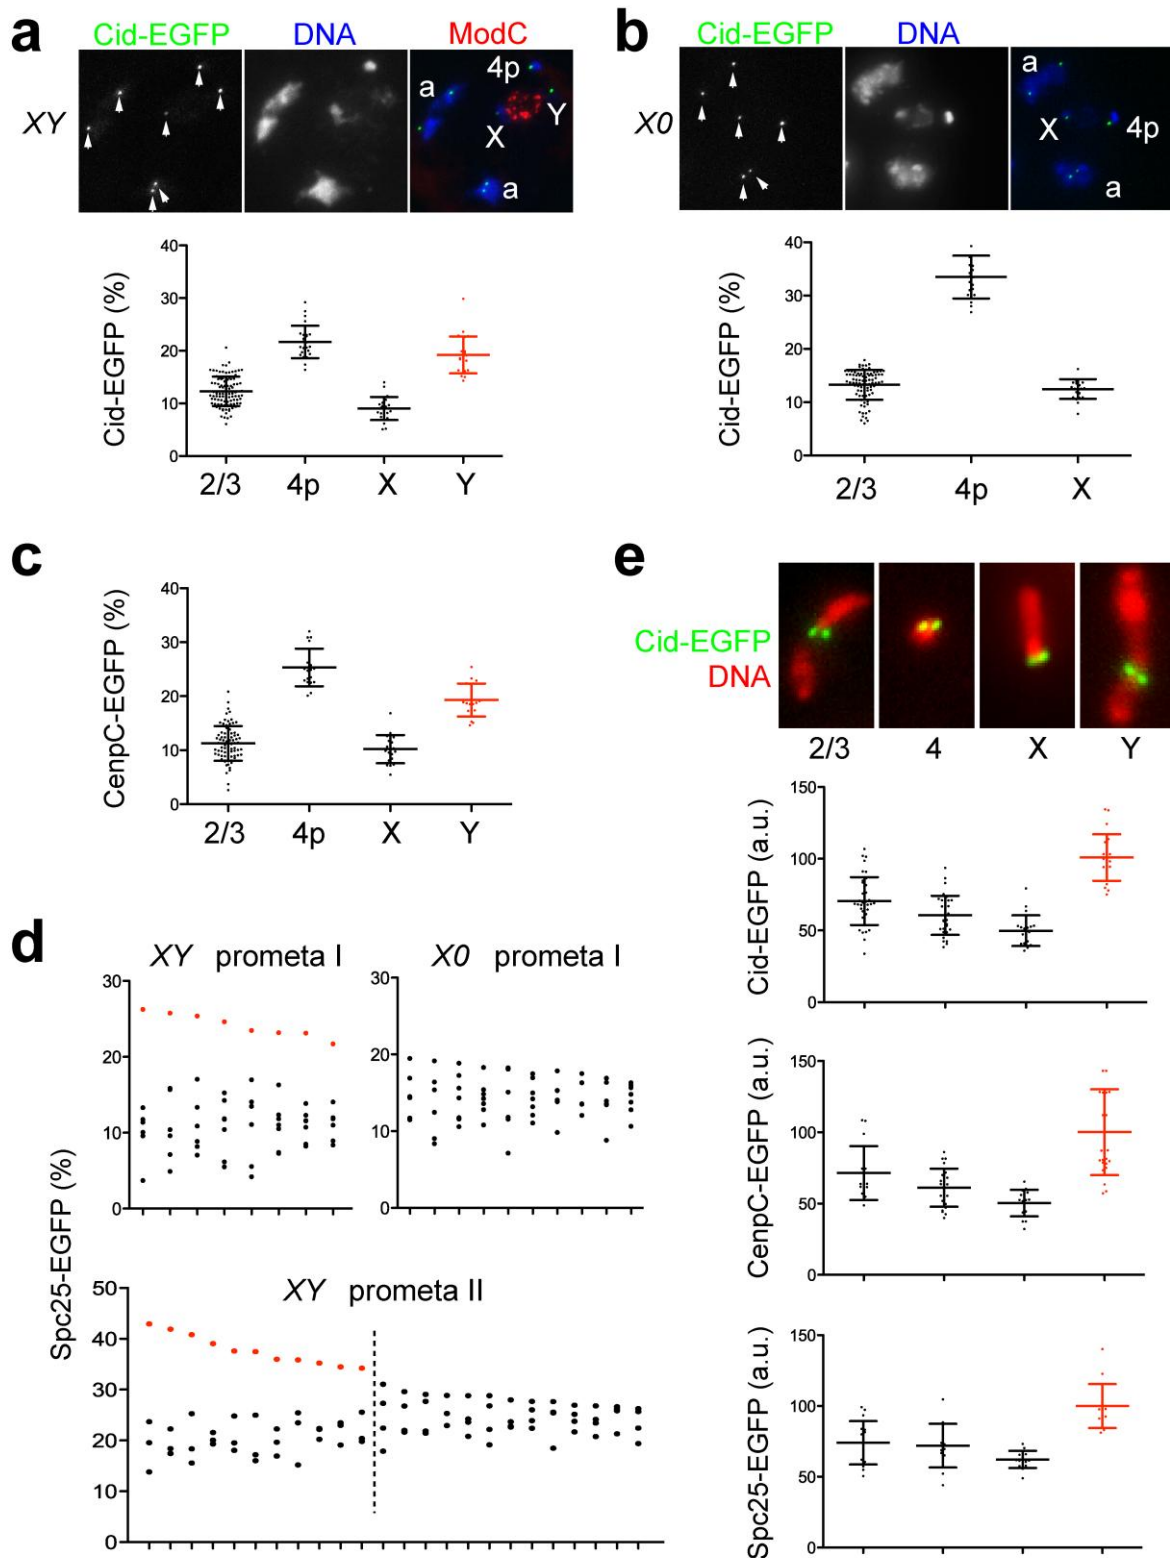 a
Cid-EGFP DNA ModC
XY
a 4p X Y a
Cid-EGFP (%)
40
30
20
10
0
2/3 4p X Y
b
Cid-EGFP DNA
X0
a X 4p a
Cid-EGFP (%)
40
30
20
10
0
2/3 4p X
c
CenpC-EGFP (%)
40
30
20
10
0
2/3 4p X Y
d
Spc25-EGFP (%)
XY prometa I
30
20
10
0
X0 prometa I
30
20
10
0
XY prometa II
50
40
30
20
10
0
e
Cid-EGFP
DNA
2/3 4 X Y
Cid-EGFP (a.u.)
150
100
50
0
CenpC-EGFP (a.u.)
150
100
50
0
Spc25-EGFP (a.u.)
150
100
50
0